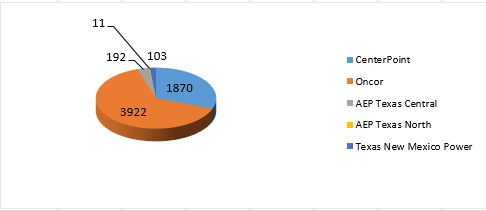 11
192
103
1870
3922
CenterPoint
Oncor
AEP Texas Central
AEP Texas North
Texas New Mexico Power